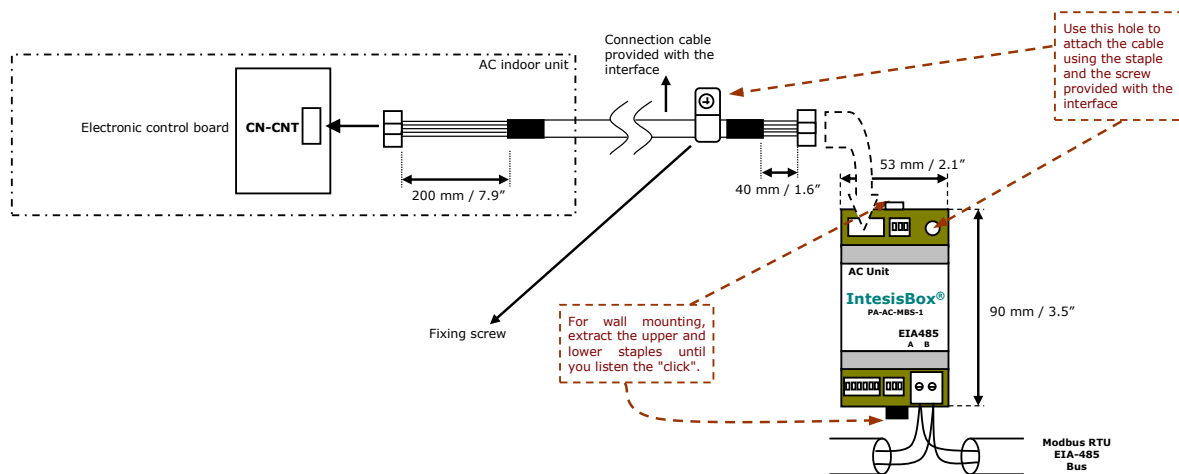 Connection cable
provided with the
interface
Use this hole to
attach the cable
using the staple
and the screw
provided with the
interface
AC indoor unit
Electronic control board
CN-CNT
200 mm / 7.9”
40 mm / 1.6”
53 mm / 2.1”
AC Unit
IntesisBox®
PA-AC-MBS-1
EIA485
A B
90 mm / 3.5”
Fixing screw
For wall mounting,
extract the upper and
lower staples until
you listen the "click".
Modbus RTU
EIA-485
Bus